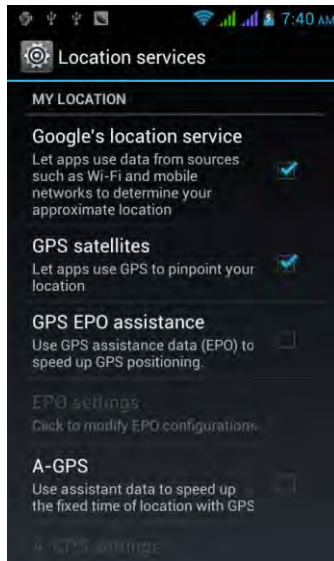 7:40 AM
Location services
MY LOCATION
Google's location service
Let apps use data from sources
such as Wi-Fi and mobile
networks to determine your
approximate location
GPS satellites
Let apps use GPS to pinpoint your
location
GPS EPO assistance
Use GPS assistance data (EPO) to
speed up GPS positioning.
EPO settings
Click to modify EPO configurations.
A-GPS
Use assistant data to speed up
the fixed time of location with GPS
A-GPS settings